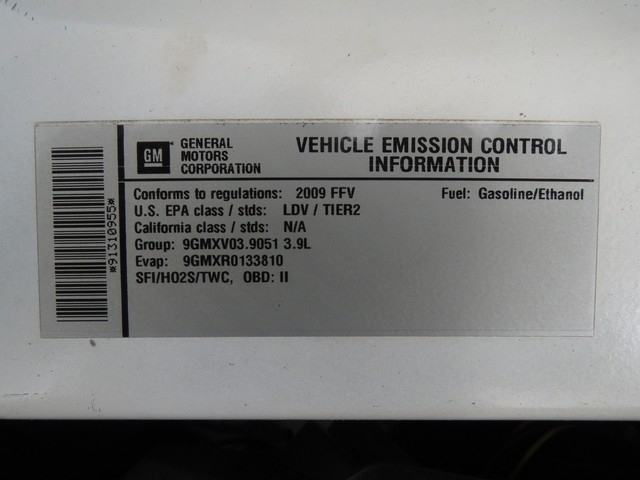 *91310955*
GM
GENERAL
MOTORS
CORPORATION
VEHICLE EMISSION CONTROL
INFORMATION
Conforms to regulations: 2009 FFV Fuel: Gasoline/Ethanol
U.S. EPA class / stds: LDV / TIER2
California class / stds: N/A
Group: 9GMXV03.9051 3.9L
Evap: 9GMXR0133810
SFI/HO2S/TWC, OBD: II